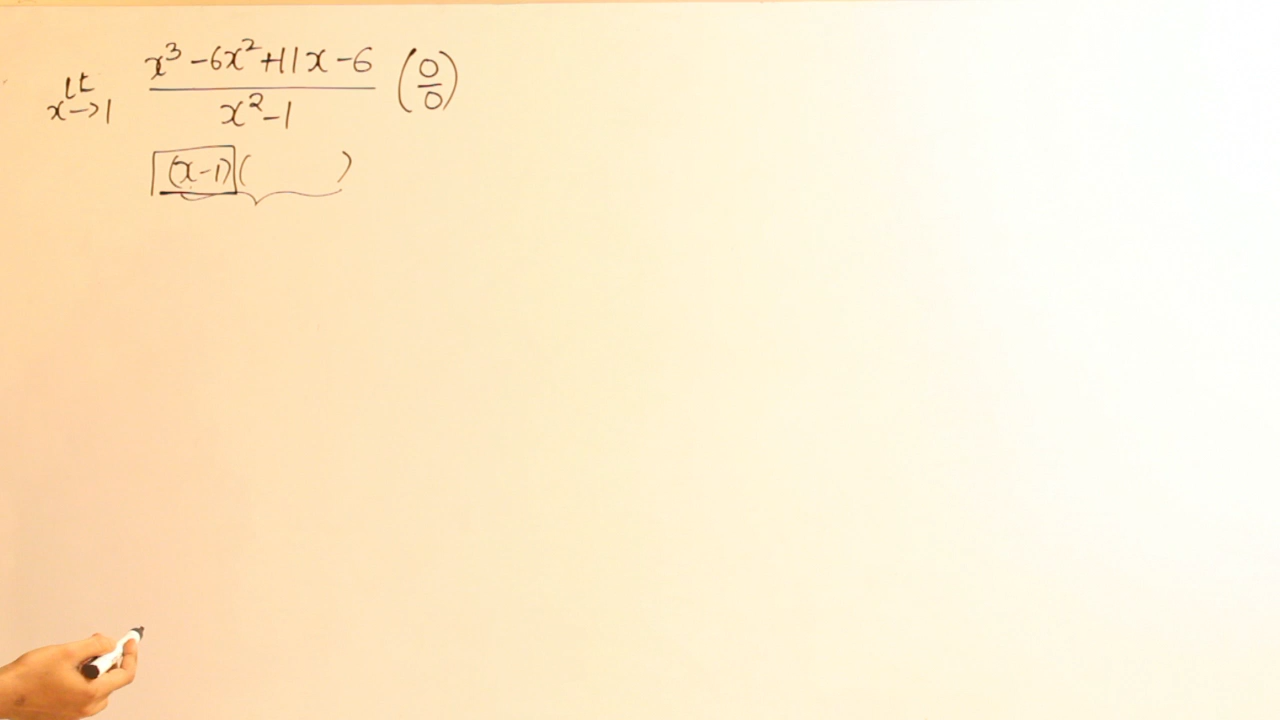 lt x→1 x³-6x²+11x-6 / x²-1 (0/0)
(x-1)( )